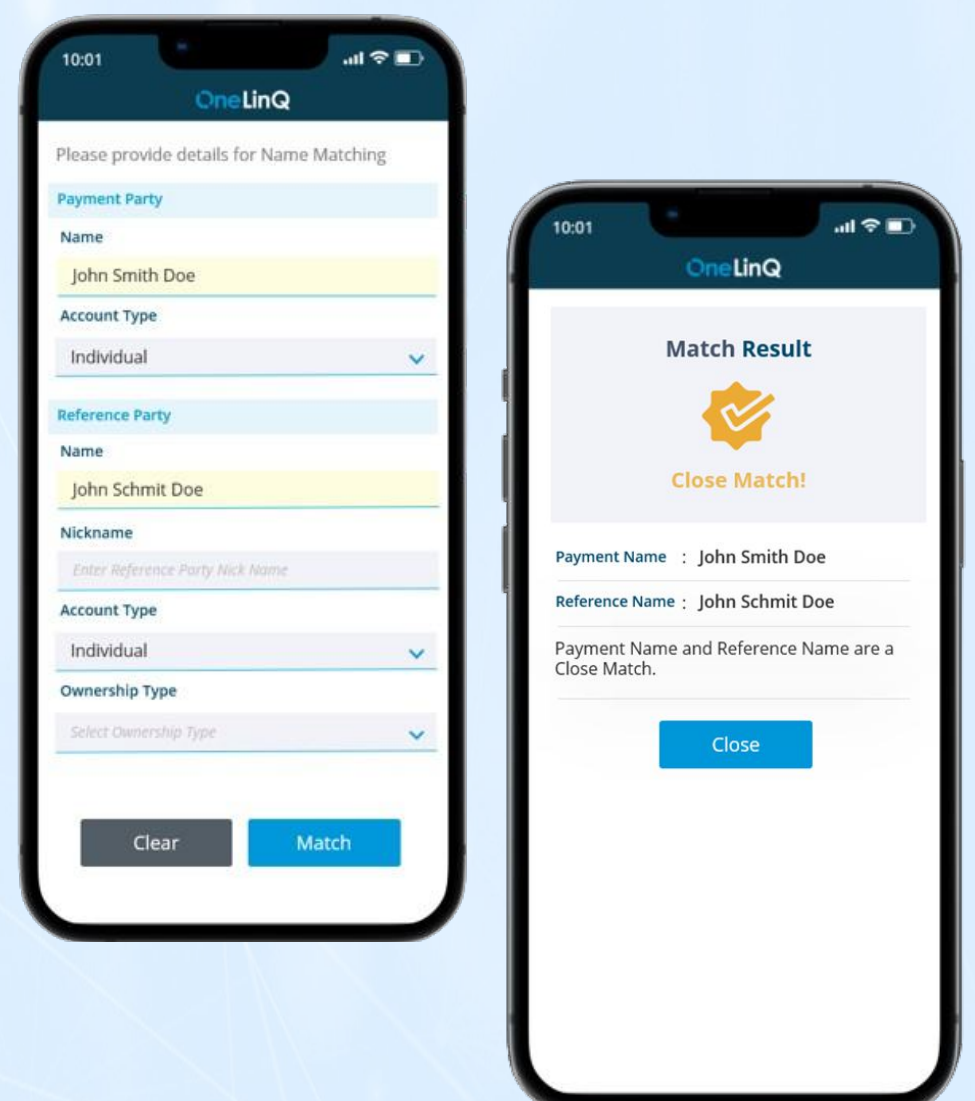 10:01
OneLinQ
Please provide details for Name Matching
Payment Party
Name
John Smith Doe
Account Type
Individual
Reference Party
Name
John Schmit Doe
Nickname
Enter Reference Party Nick Name
Account Type
Individual
Ownership Type
Select Ownership Type
Clear Match
10:01
OneLinQ
Match Result
Close Match!
Payment Name : John Smith Doe
Reference Name : John Schmit Doe
Payment Name and Reference Name are a
Close Match.
Close